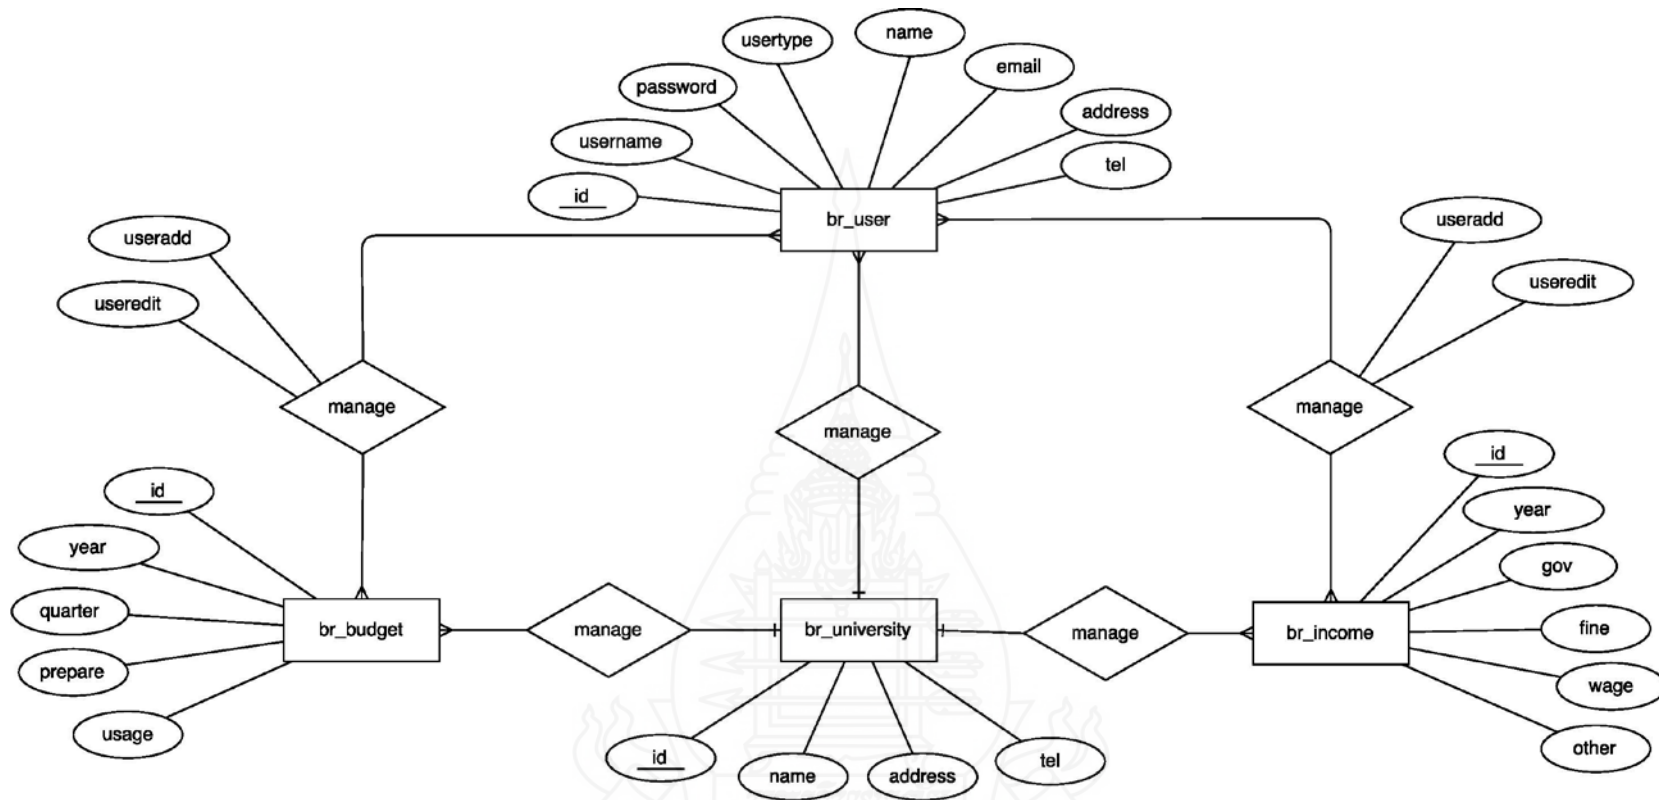 usertype
name
email
password
address
username
tel
id
br_user
useradd
useredit
manage
manage
useradd
useredit
manage
id
year
quarter
prepare
usage
br_budget
manage
br_university
manage
br_income
id
year
gov
fine
wage
other
id
name
address
tel